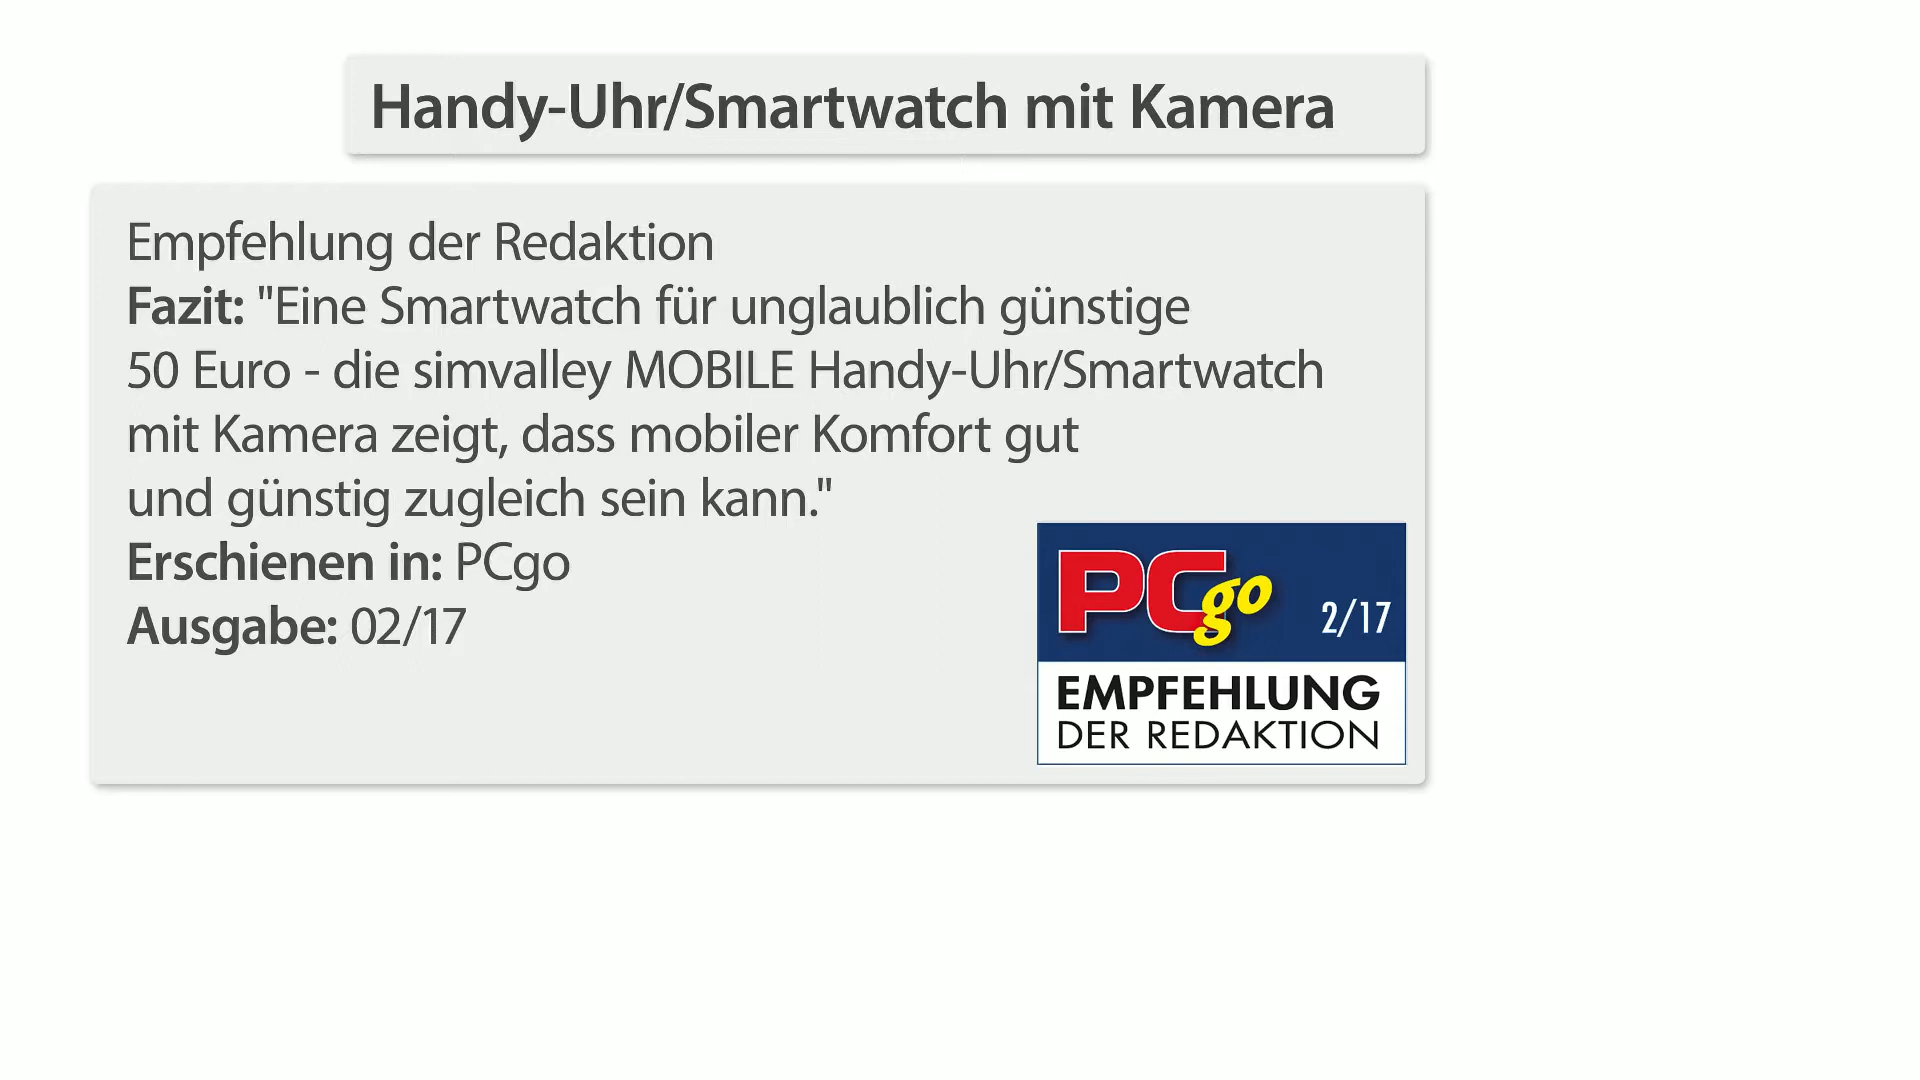 Handy-Uhr/Smartwatch mit Kamera
Empfehlung der Redaktion
Fazit: "Eine Smartwatch für unglaublich günstige
50 Euro - die simvalley MOBILE Handy-Uhr/Smartwatch
mit Kamera zeigt, dass mobiler Komfort gut
und günstig zugleich sein kann."
Erschienen in: PCgo
Ausgabe: 02/17
PCgo 2/17
EMPFEHLUNG
DER REDAKTION